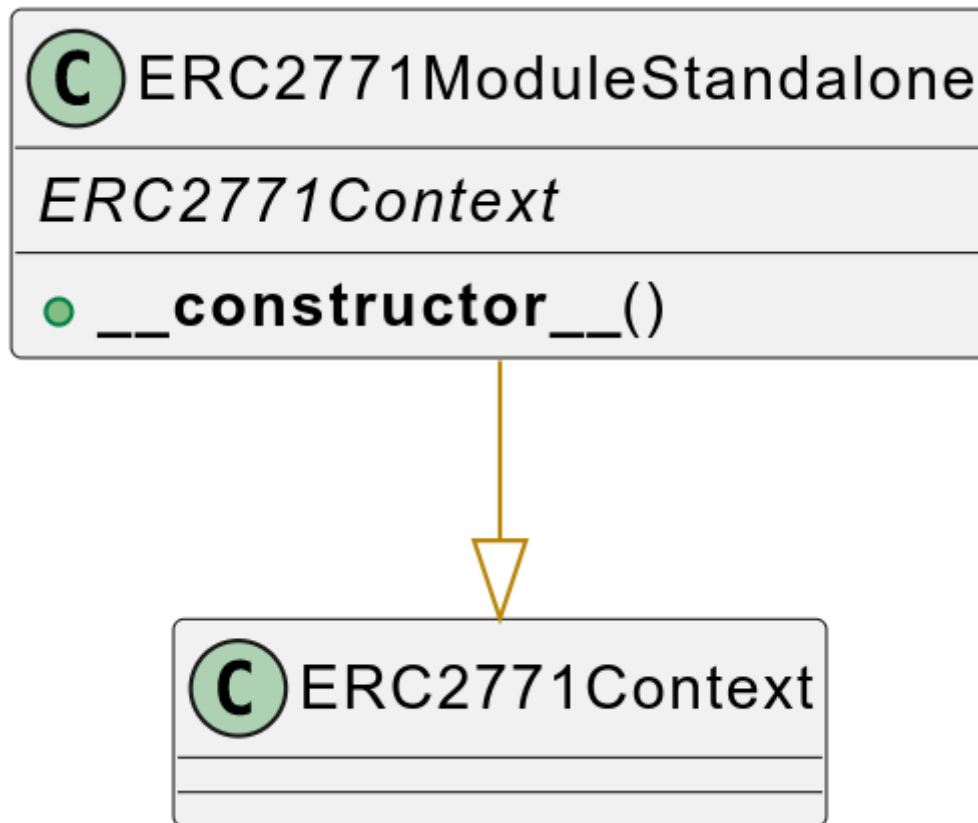 C ERC2771ModuleStandalone
ERC2771Context
__constructor__()
C ERC2771Context